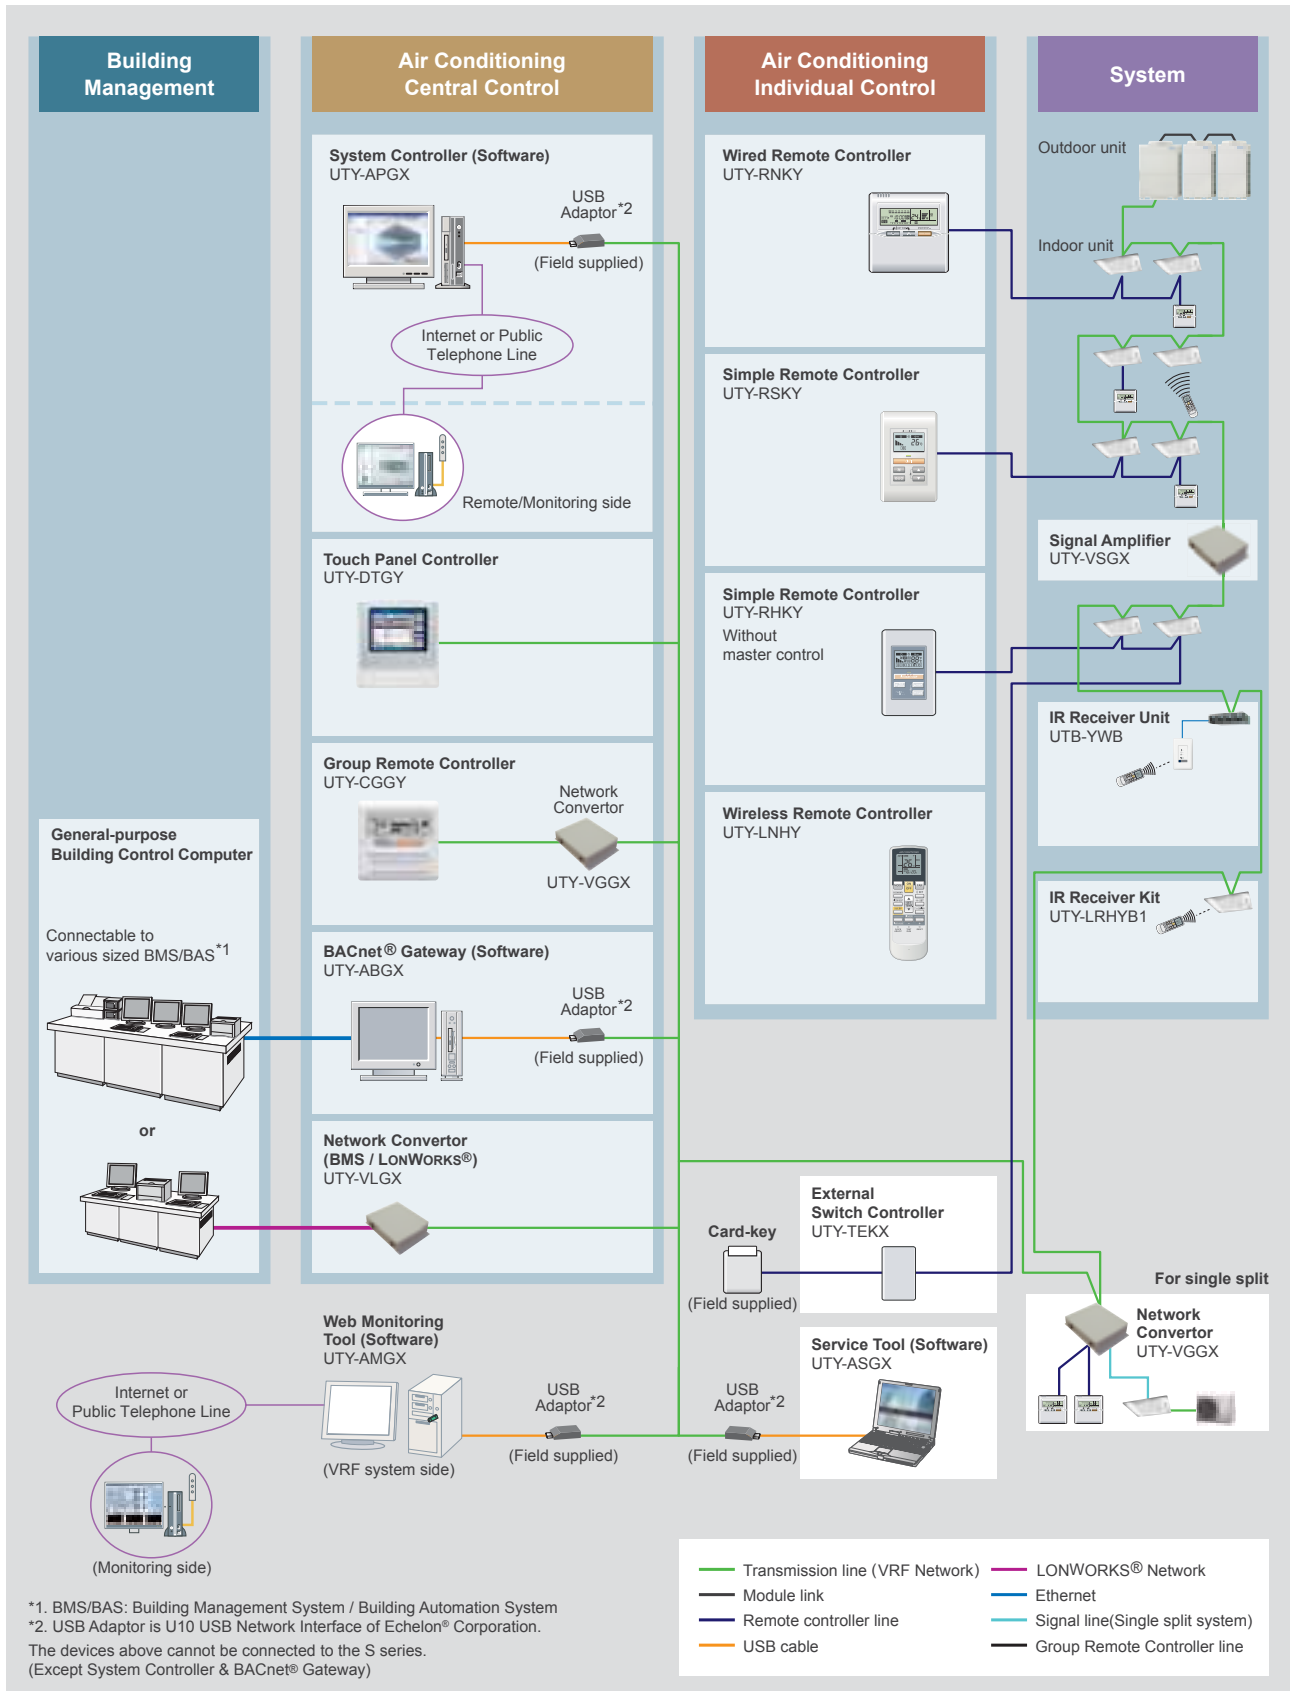 Building
Management
Air Conditioning
Central Control
Air Conditioning
Individual Control
System
System Controller (Software)
UTY-APGX
USB
Adaptor*2
(Field supplied)
Internet or Public
Telephone Line
Remote/Monitoring side
Touch Panel Controller
UTY-DTGY
Group Remote Controller
UTY-CGGY
Network
Convertor
UTY-VGGX
BACnet® Gateway (Software)
UTY-ABGX
USB
Adaptor*2
(Field supplied)
Network Convertor
(BMS / LONWORKS®)
UTY-VLGX
General-purpose
Building Control Computer
Connectable to
various sized BMS/BAS*1
or
Wired Remote Controller
UTY-RNKY
Simple Remote Controller
UTY-RSKY
Simple Remote Controller
UTY-RHKY
Without
master control
Wireless Remote Controller
UTY-LNHY
Outdoor unit
Indoor unit
Signal Amplifier
UTY-VSGX
IR Receiver Unit
UTB-YWB
IR Receiver Kit
UTY-LRHYB1
External
Switch Controller
UTY-TEKX
Card-key
(Field supplied)
For single split
Network
Convertor
UTY-VGGX
Web Monitoring
Tool (Software)
UTY-AMGX
(VRF system side)
Internet or
Public Telephone Line
(Monitoring side)
USB
Adaptor*2
(Field supplied)
USB
Adaptor*2
(Field supplied)
Service Tool (Software)
UTY-ASGX
Transmission line (VRF Network)
Module link
Remote controller line
USB cable
LONWORKS® Network
Ethernet
Signal line(Single split system)
Group Remote Controller line
*1. BMS/BAS: Building Management System / Building Automation System
*2. USB Adaptor is U10 USB Network Interface of Echelon® Corporation.
The devices above cannot be connected to the S series.
(Except System Controller & BACnet® Gateway)